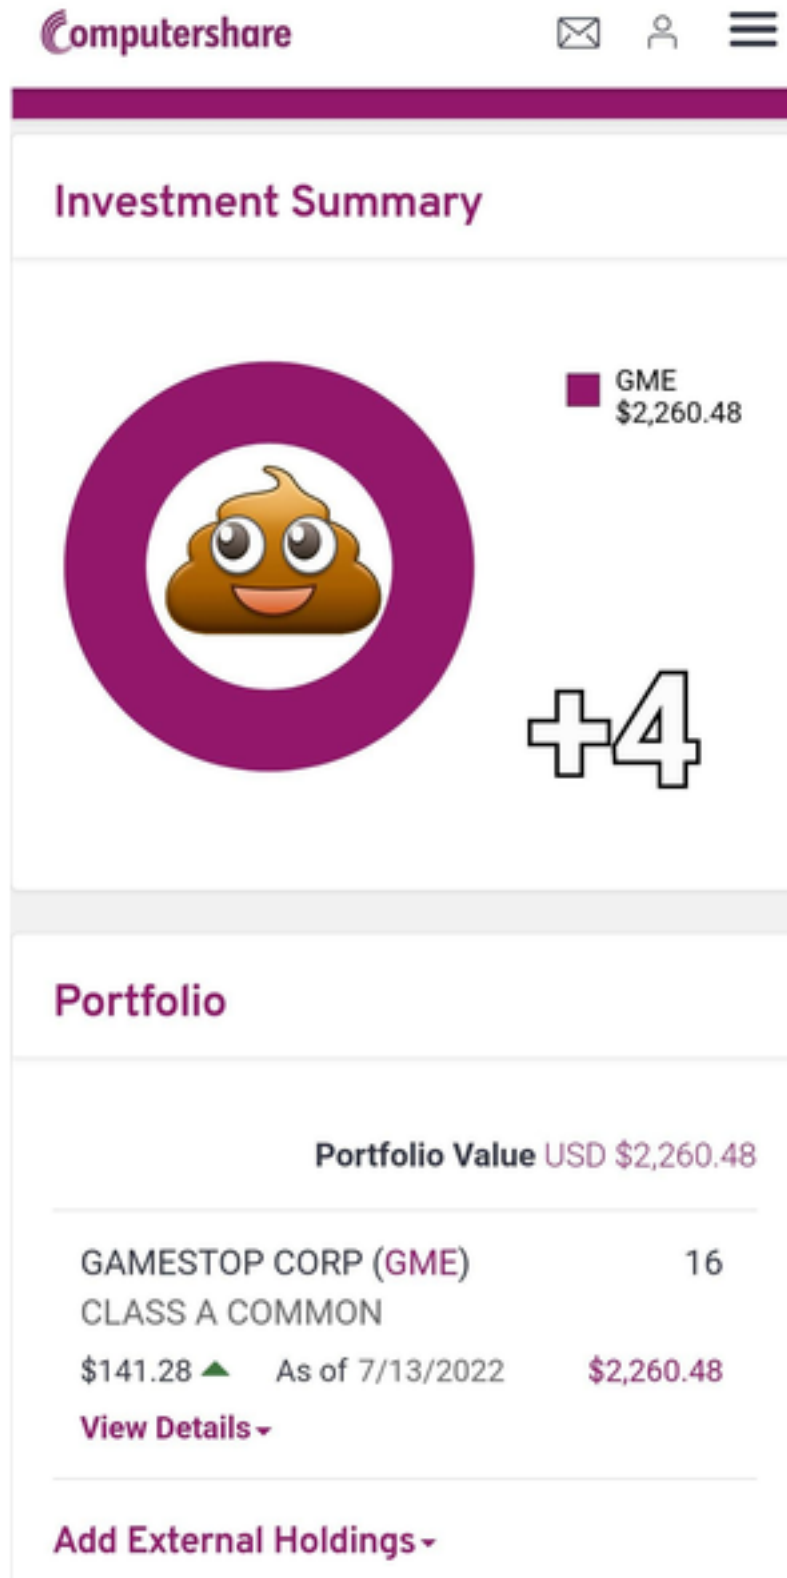 Computershare
Investment Summary
GME
$2,260.48
+4
Portfolio
Portfolio Value USD $2,260.48
GAMESTOP CORP (GME) 16
CLASS A COMMON
$141.28 As of 7/13/2022 $2,260.48
View Details
Add External Holdings